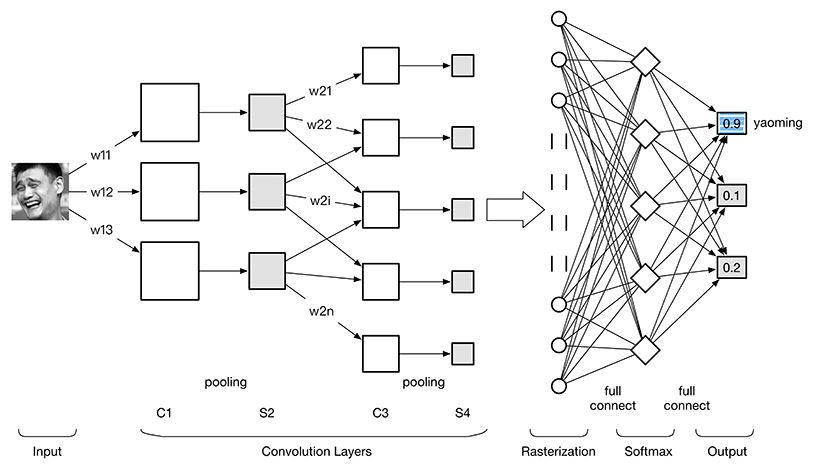 w11
w12
w13
w21
w22
w2i
w2n
0.9
yaoming
0.1
0.2
pooling
pooling
full
connect
full
connect
C1
S2
C3
S4
Input
Convolution Layers
Rasterization
Softmax
Output